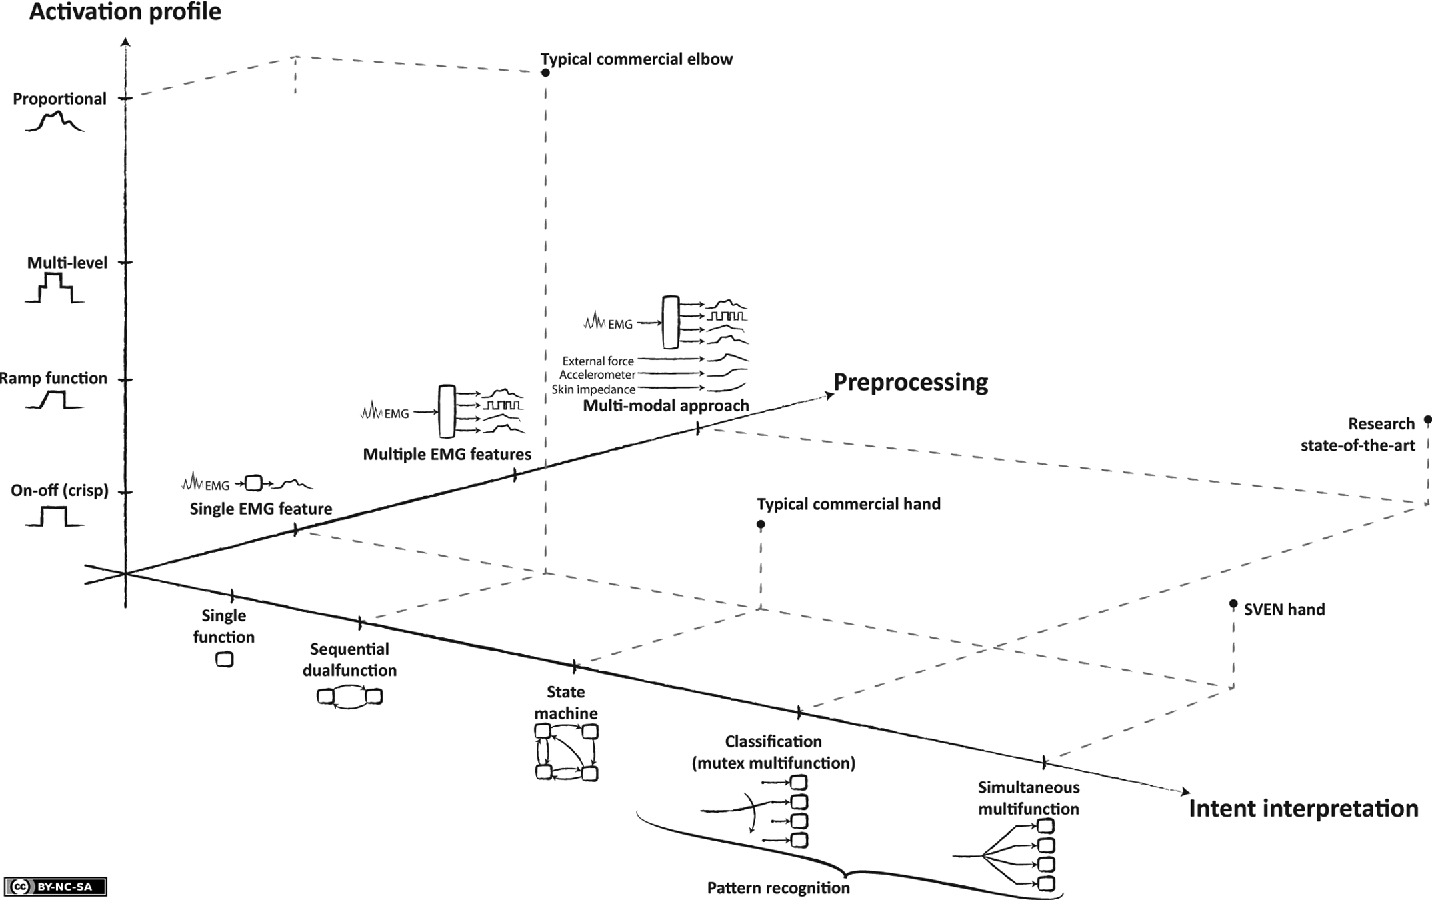 Activation profile
Typical commercial elbow
Proportional
Multi-level
EMG
External force
Accelerometer
Skin impedance
Multi-modal approach
Preprocessing
Ramp function
EMG
Multiple EMG features
Research
state-of-the-art
On-off (crisp)
EMG
Single EMG feature
Typical commercial hand
SVEN hand
Single
function
Sequential
dualfunction
State
machine
Classification
(mutex multifunction)
Simultaneous
multifunction
Intent interpretation
Pattern recognition
cc BY-NC-SA